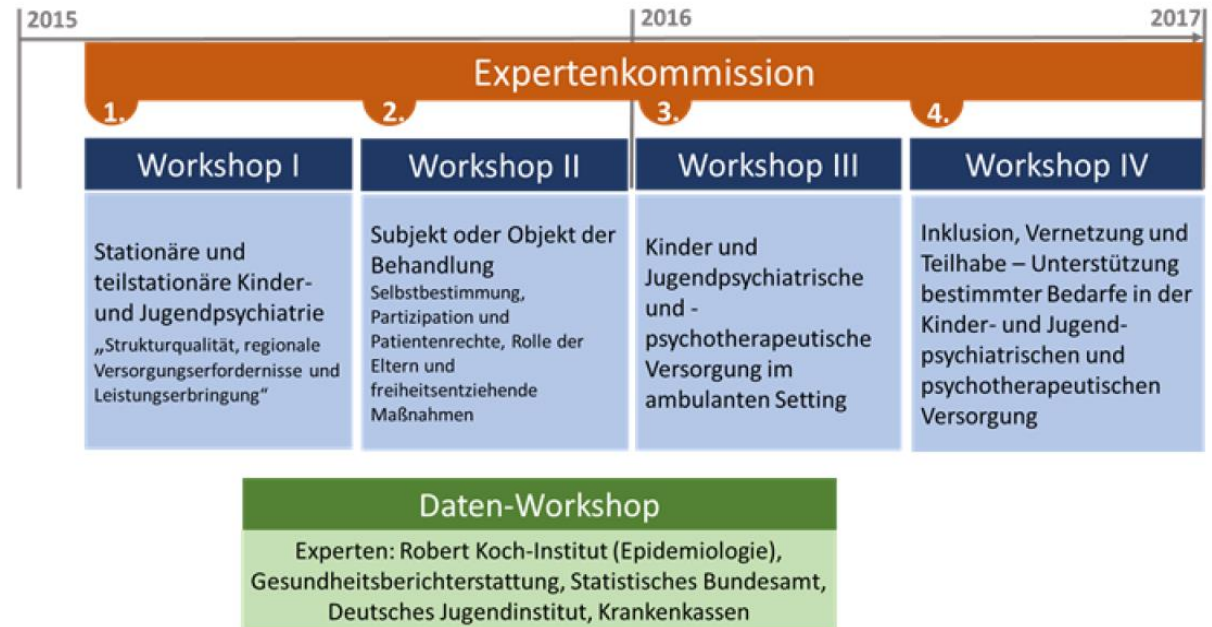 2015
2016
2017
Expertenkommission
1.
2.
3.
4.
Workshop I
Stationäre und
teilstationäre Kinder-
und Jugendpsychiatrie
„Strukturqualität, regionale
Versorgungserfordernisse und
Leistungserbringung“
Workshop II
Subjekt oder Objekt der
Behandlung
Selbstbestimmung,
Partizipation und
Patientenrechte, Rolle der
Eltern und
freiheitsentziehende
Maßnahmen
Workshop III
Kinder und
Jugendpsychiatrische
und -
psychotherapeutische
Versorgung im
ambulanten Setting
Workshop IV
Inklusion, Vernetzung und
Teilhabe – Unterstützung
bestimmter Bedarfe in der
Kinder- und Jugend-
psychiatrischen und
psychotherapeutischen
Versorgung
Daten-Workshop
Experten: Robert Koch-Institut (Epidemiologie),
Gesundheitsberichterstattung, Statistisches Bundesamt,
Deutsches Jugendinstitut, Krankenkassen